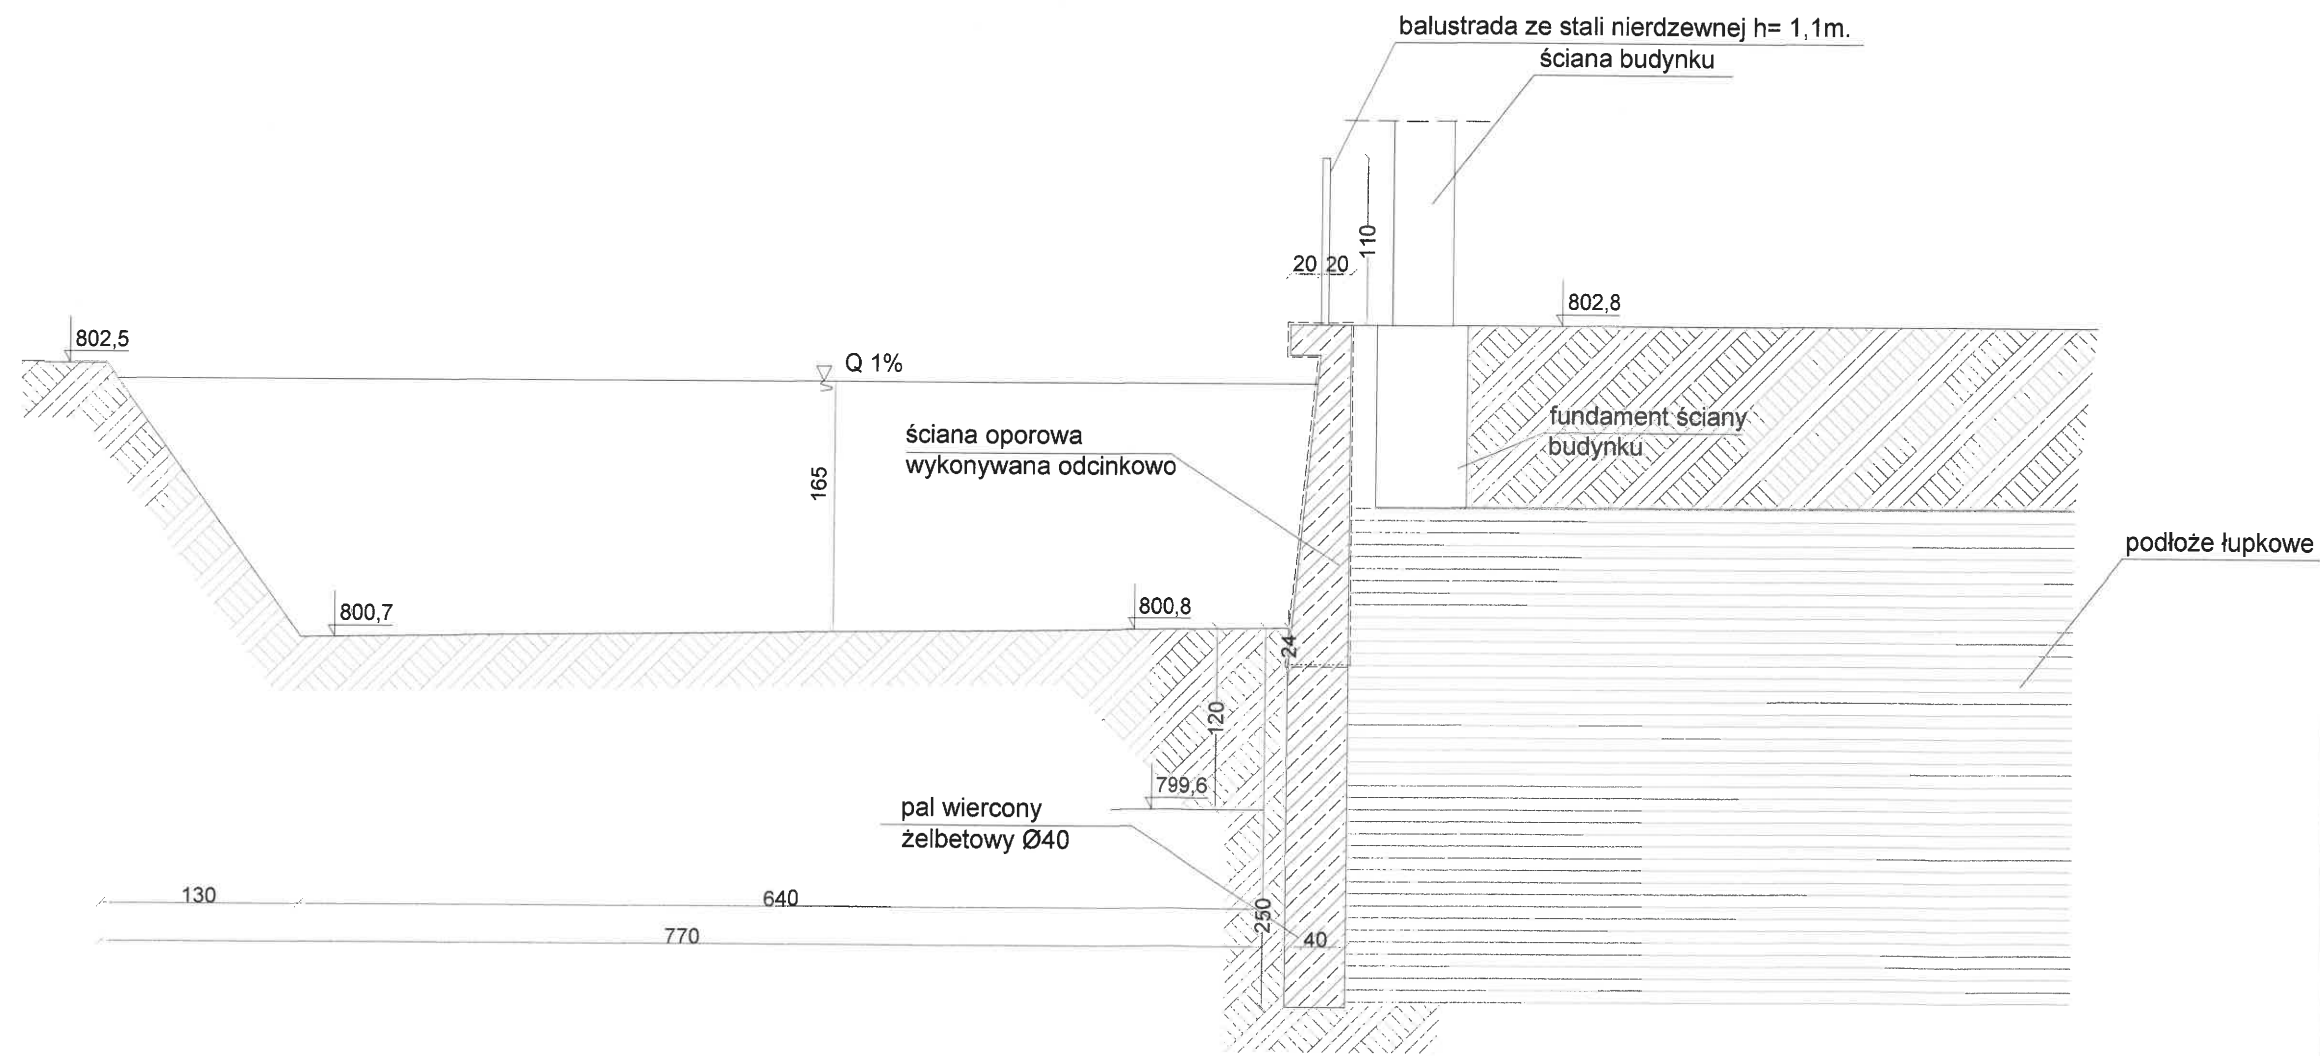 balustrada ze stali nierdzewnej h= 1,1m.
ściana budynku
110
20 20
802,8
802,5
Q 1%
fundament ściany
budynku
ściana oporowa
wykonywana odcinkowo
165
podłoże łupkowe
800,7
800,8
24
120
799,6
pal wiercony
żelbetowy Ø40
130
640
250
770
40